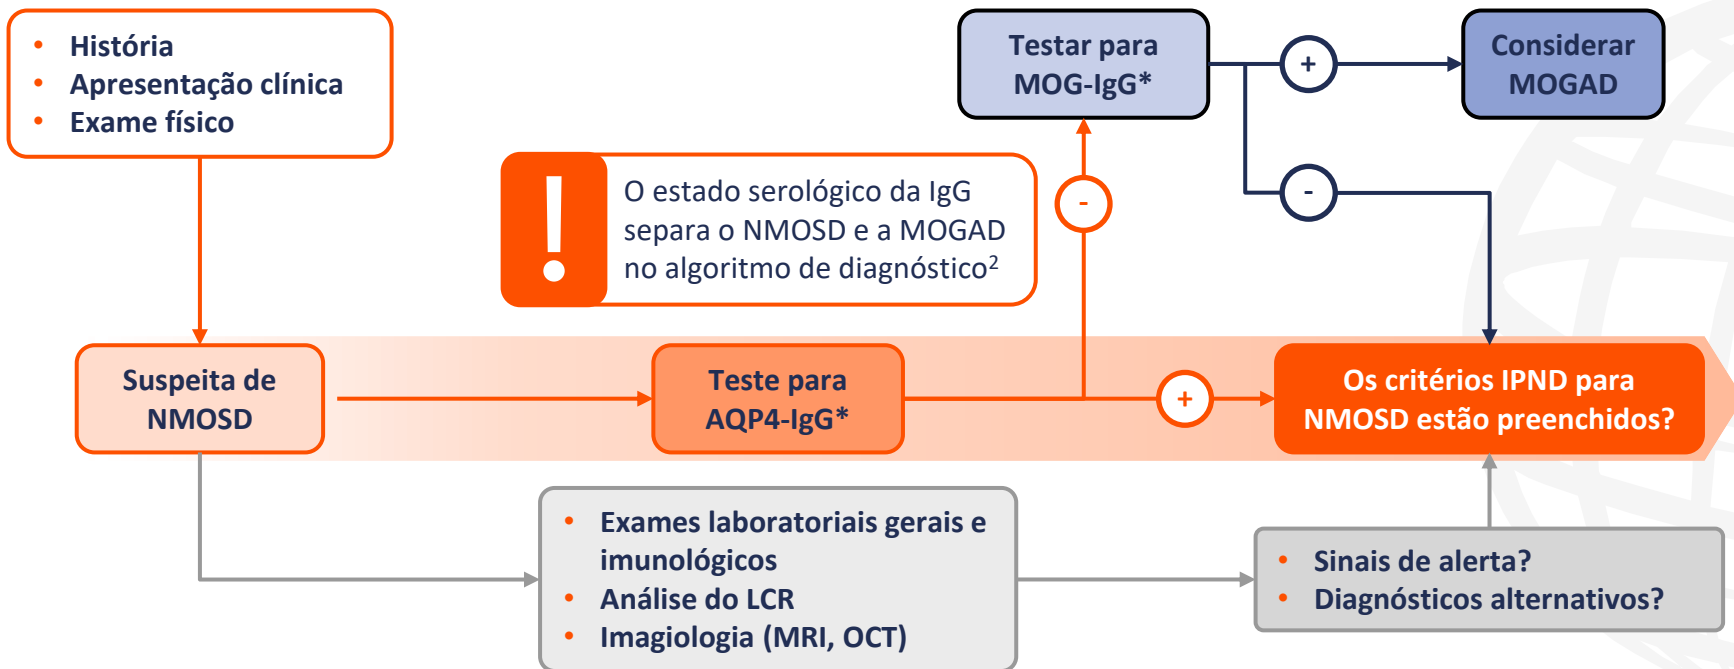 • História
• Apresentação clínica
• Exame físico
Testar para
MOG-IgG*
+
Considerar
MOGAD
-
!
O estado serológico da IgG
separa o NMOSD e a MOGAD
no algoritmo de diagnóstico²
-
Suspeita de
NMOSD
Teste para
AQP4-IgG*
+
Os critérios IPND para
NMOSD estão preenchidos?
• Exames laboratoriais gerais e
imunológicos
• Análise do LCR
• Imagiologia (MRI, OCT)
• Sinais de alerta?
• Diagnósticos alternativos?